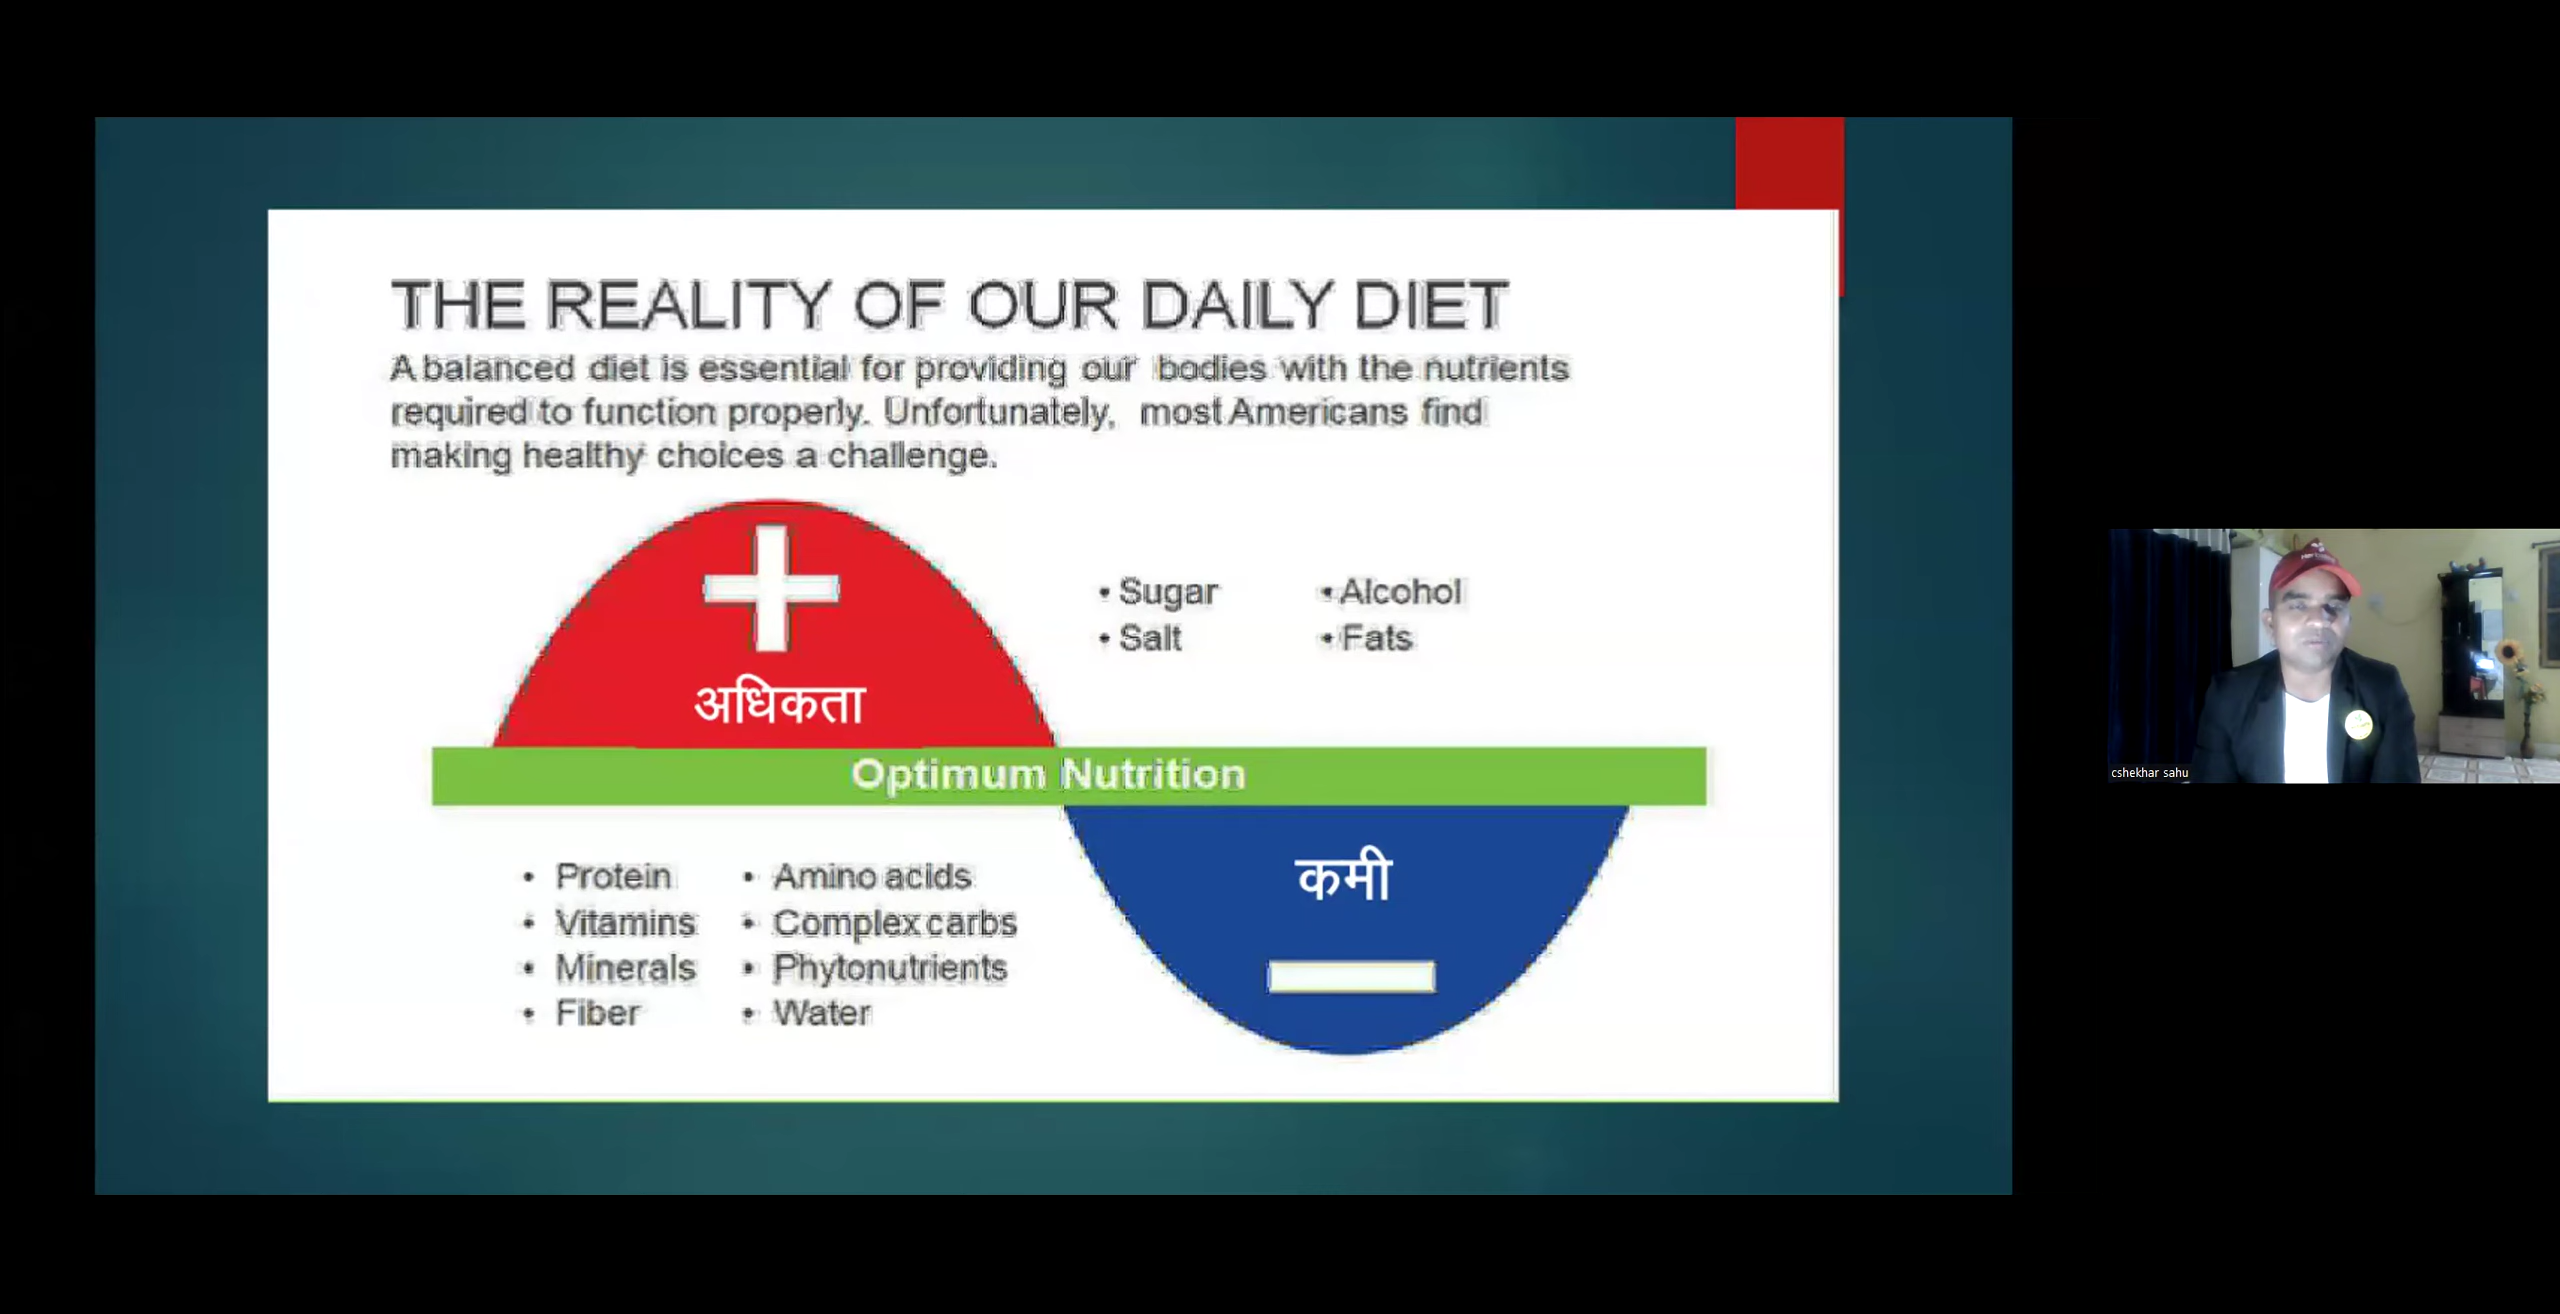 THE REALITY OF OUR DAILY DIET
A balanced diet is essential for providing our bodies with the nutrients
required to function properly. Unfortunately, most Americans find
making healthy choices a challenge.
• Sugar • Alcohol
• Salt • Fats
अधिकता
Optimum Nutrition
कमी
• Protein • Amino acids
• Vitamins • Complex carbs
• Minerals • Phytonutrients
• Fiber • Water
cshekhar sahu